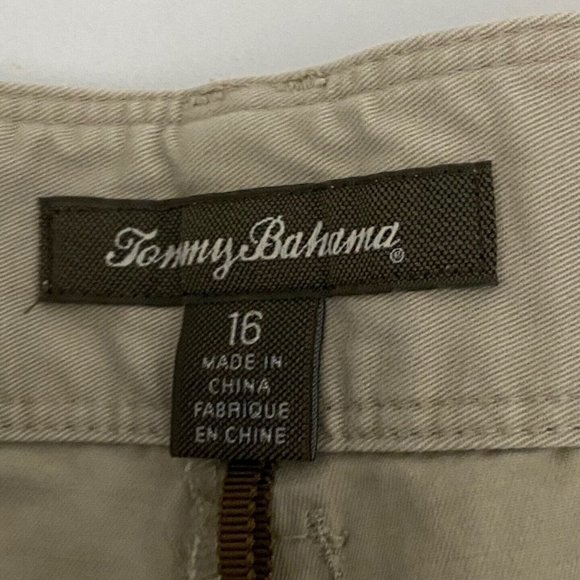 Tommy Bahama®
16
MADE IN
CHINA
FABRIQUE
EN CHINE